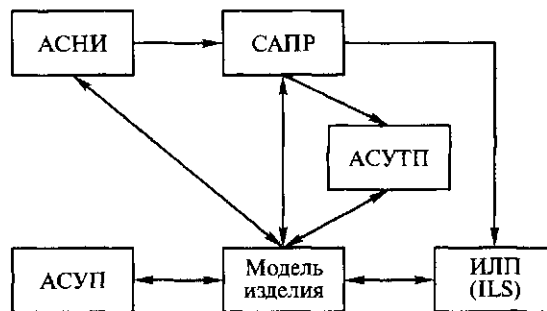 АСНИ
САПР
АСУТП
АСУП
Модель
изделия
ИЛП
(ILS)